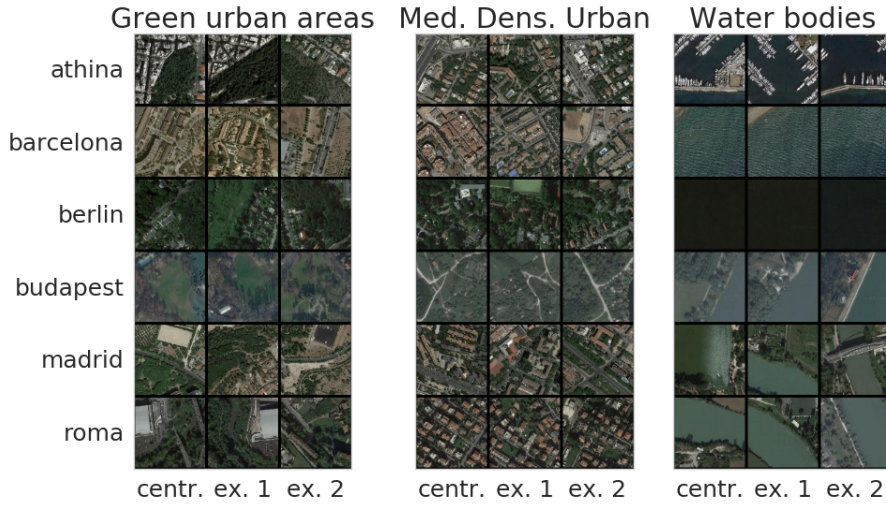 Green urban areas Med. Dens. Urban Water bodies
athina
barcelona
berlin
budapest
madrid
roma
centr. ex. 1 ex. 2 centr. ex. 1 ex. 2 centr. ex. 1 ex. 2